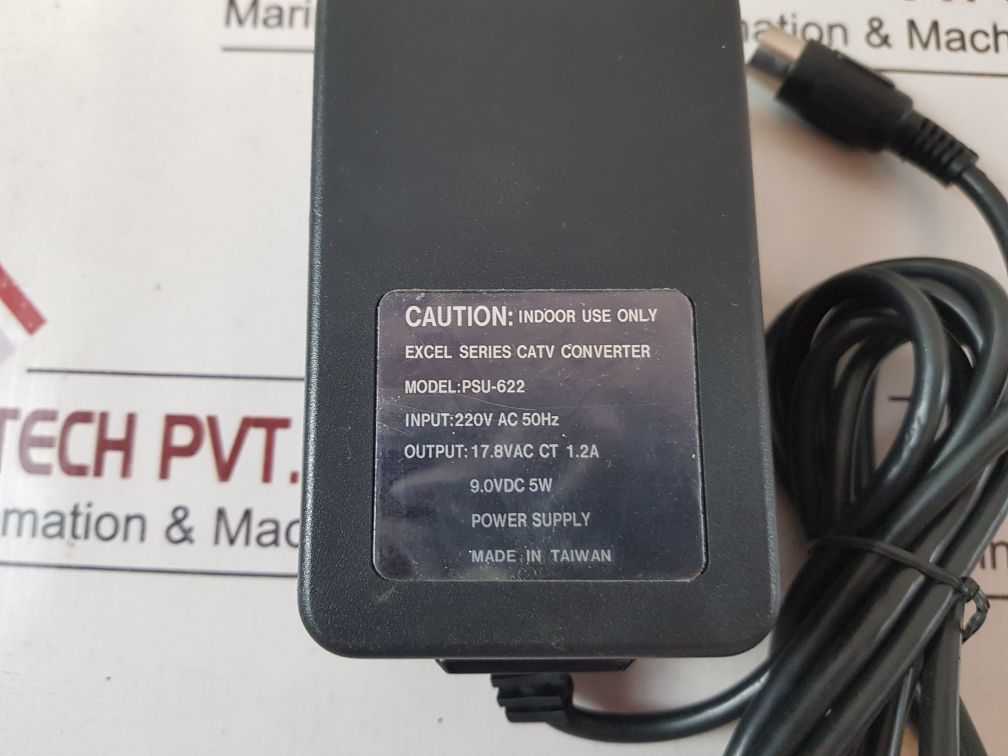 Mari
ation & Mach
CAUTION: INDOOR USE ONLY
EXCEL SERIES CATV CONVERTER
MODEL:PSU-622
INPUT:220V AC 50Hz
OUTPUT: 17.8VAC CT 1.2A
9.0VDC 5W
POWER SUPPLY
MADE IN TAIWAN
TECH PVT.
mation & Mac